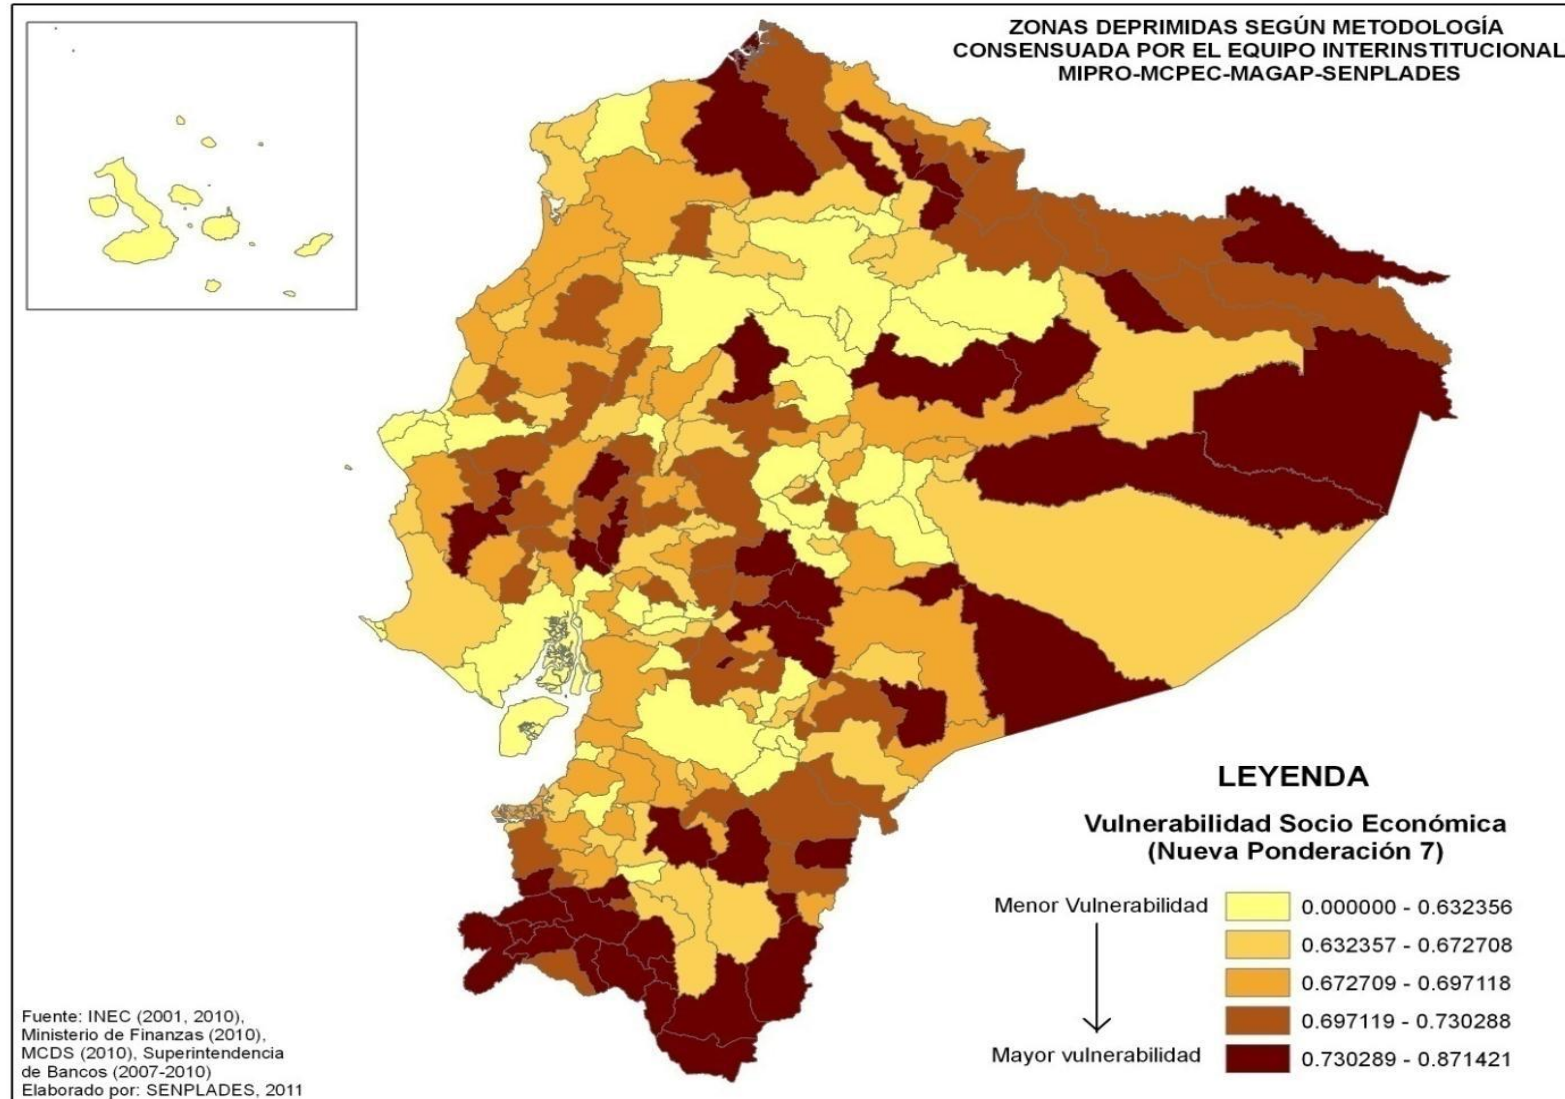 ZONAS DEPRIMIDAS SEGÚN METODOLOGÍA
CONSENSUADA POR EL EQUIPO INTERINSTITUCIONAL
MIPRO-MCPEC-MAGAP-SENPLADES
LEYENDA
Vulnerabilidad Socio Económica
(Nueva Ponderación 7)
Menor Vulnerabilidad
0.000000 - 0.632356
0.632357 - 0.672708
0.672709 - 0.697118
0.697119 - 0.730288
Mayor vulnerabilidad
0.730289 - 0.871421
Fuente: INEC (2001, 2010),
Ministerio de Finanzas (2010),
MCDS (2010), Superintendencia
de Bancos (2007-2010)
Elaborado por: SENPLADES, 2011